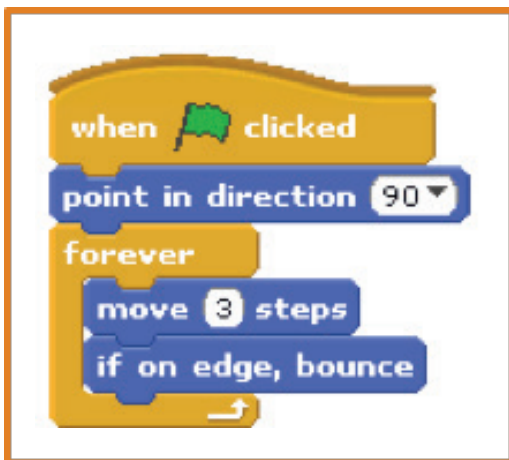 when clicked
point in direction 90
forever
move 3 steps
if on edge, bounce